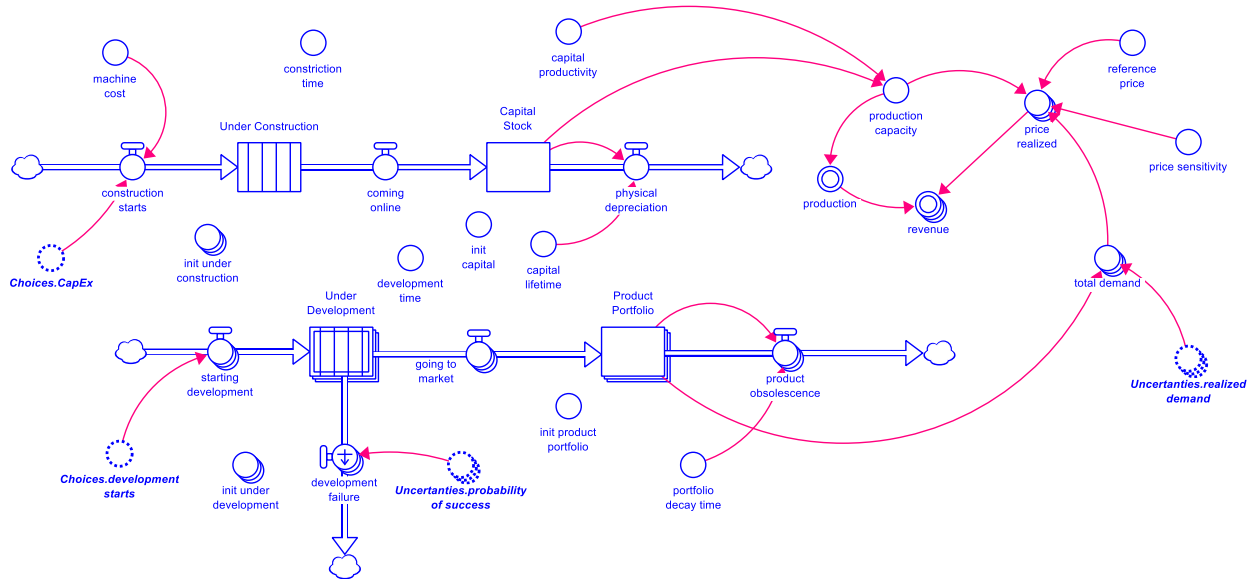 machine
cost
constriction
time
capital
productivity
reference
price
Under Construction
Capital
Stock
production
capacity
price
realized
price sensitivity
construction
starts
coming
online
physical
depreciation
production
revenue
Choices.CapEx
init under
construction
development
time
init
capital
capital
lifetime
total demand
Under
Development
Product
Portfolio
starting
development
going to
market
product
obsolescence
Uncertanties.realized
demand
init product
portfolio
Choices.development
starts
init under
development
development
failure
Uncertanties.probability
of success
portfolio
decay time